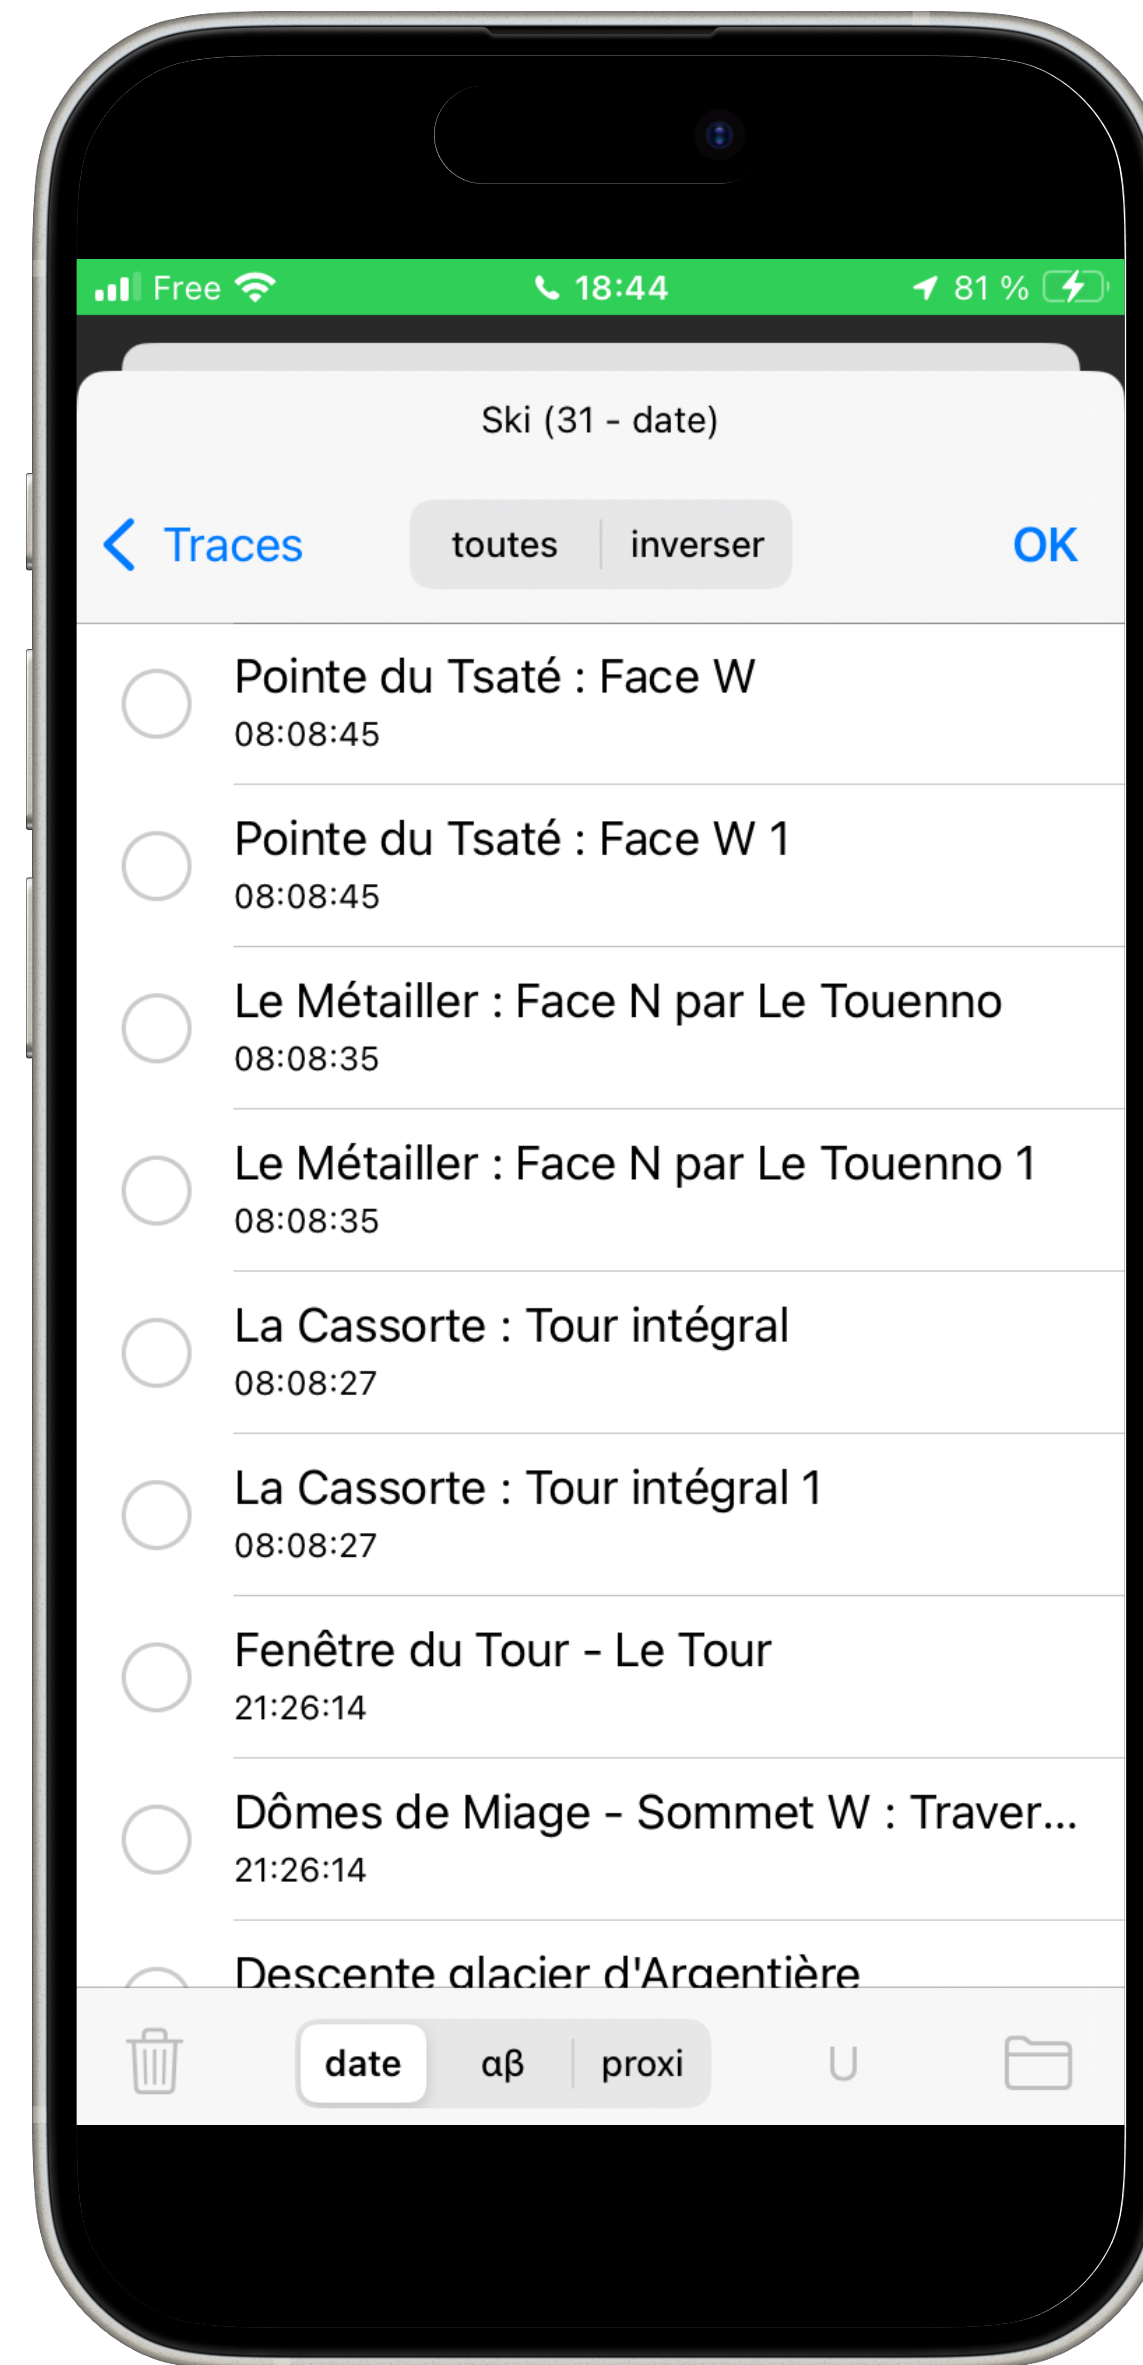 Free 18:44 81 %
Ski (31 - date)
Traces toutes inverser OK
Pointe du Tsaté : Face W
08:08:45
Pointe du Tsaté : Face W 1
08:08:45
Le Métailler : Face N par Le Touenno
08:08:35
Le Métailler : Face N par Le Touenno 1
08:08:35
La Cassorte : Tour intégral
08:08:27
La Cassorte : Tour intégral 1
08:08:27
Fenêtre du Tour - Le Tour
21:26:14
Dômes de Miage - Sommet W : Traver...
21:26:14
Descente glacier d'Argentière
date αβ proxi U